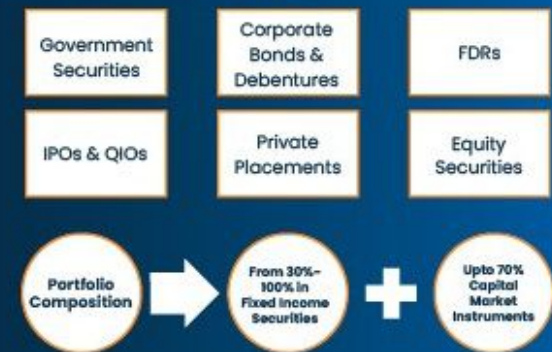 Government
Securities
Corporate
Bonds &
Debentures
FDRs
IPOs & QIOs
Private
Placements
Equity
Securities
Portfolio
Composition
From 30%-
100% in
Fixed Income
Securities
Upto 70%
Capital
Market
Instruments